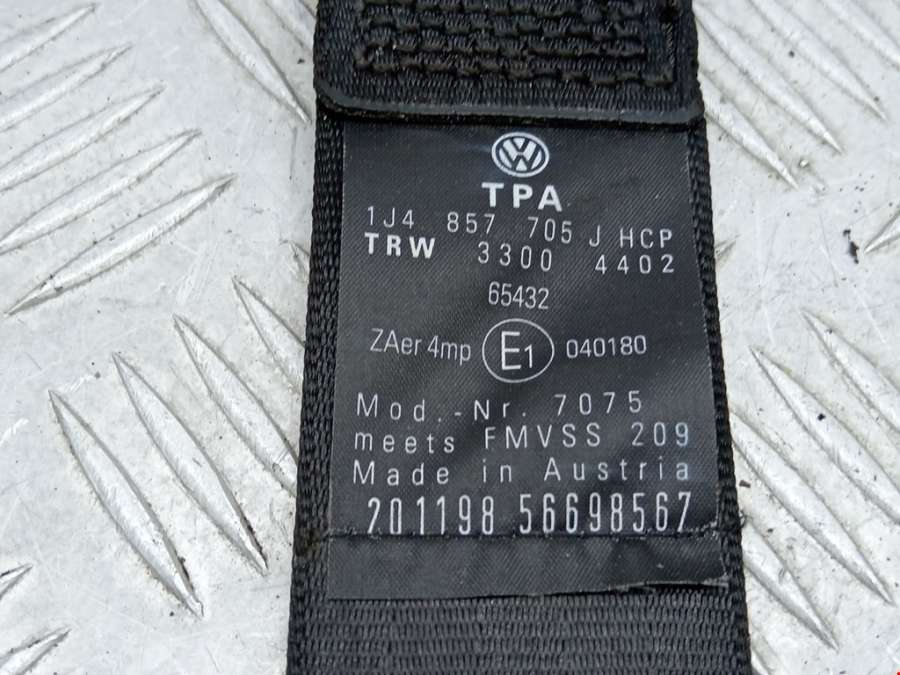 VW
TPA
1J4 857 705 J HCP
TRW 3300 4402
65432
ZAer 4mp E1 040180
Mod.-Nr. 7075
meets FMVSS 209
Made in Austria
201198 56698567